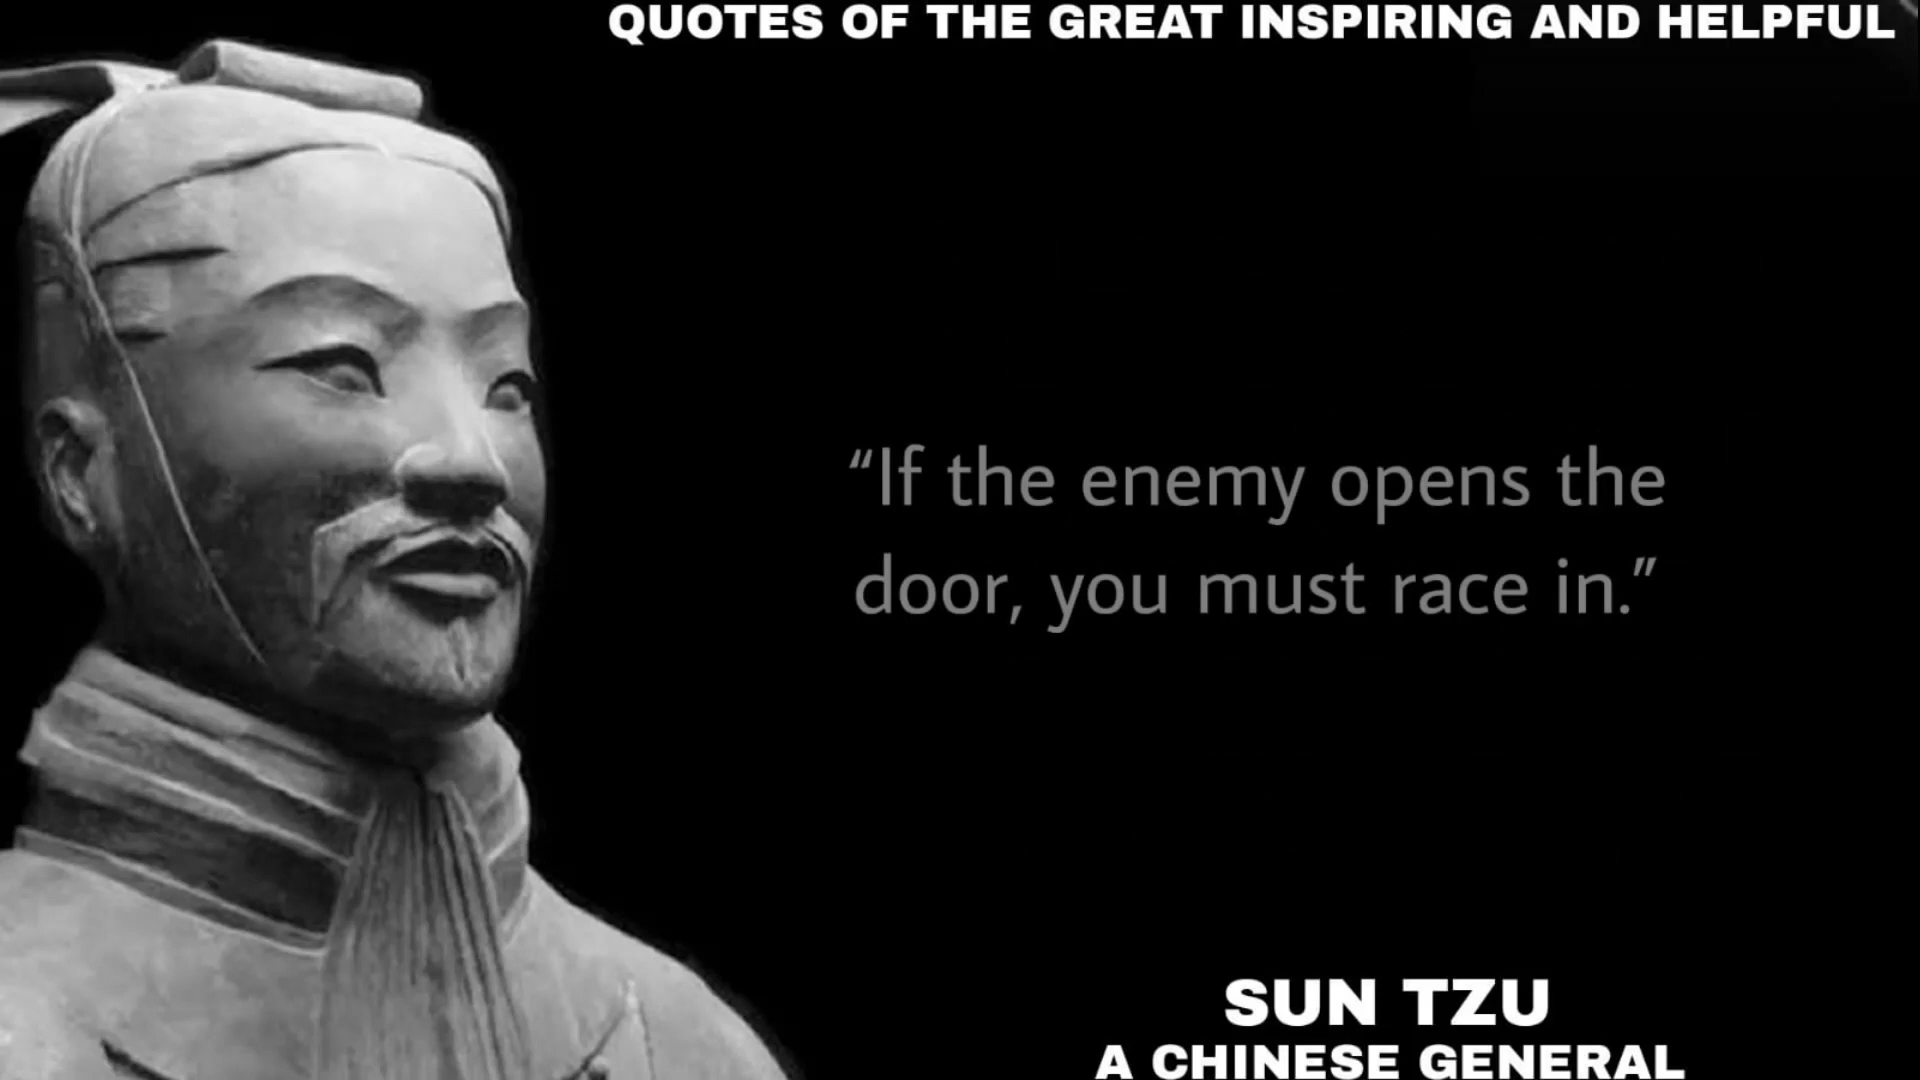 QUOTES OF THE GREAT INSPIRING AND HELPFUL
“If the enemy opens the
door, you must race in.”
SUN TZU
A CHINESE GENERAL